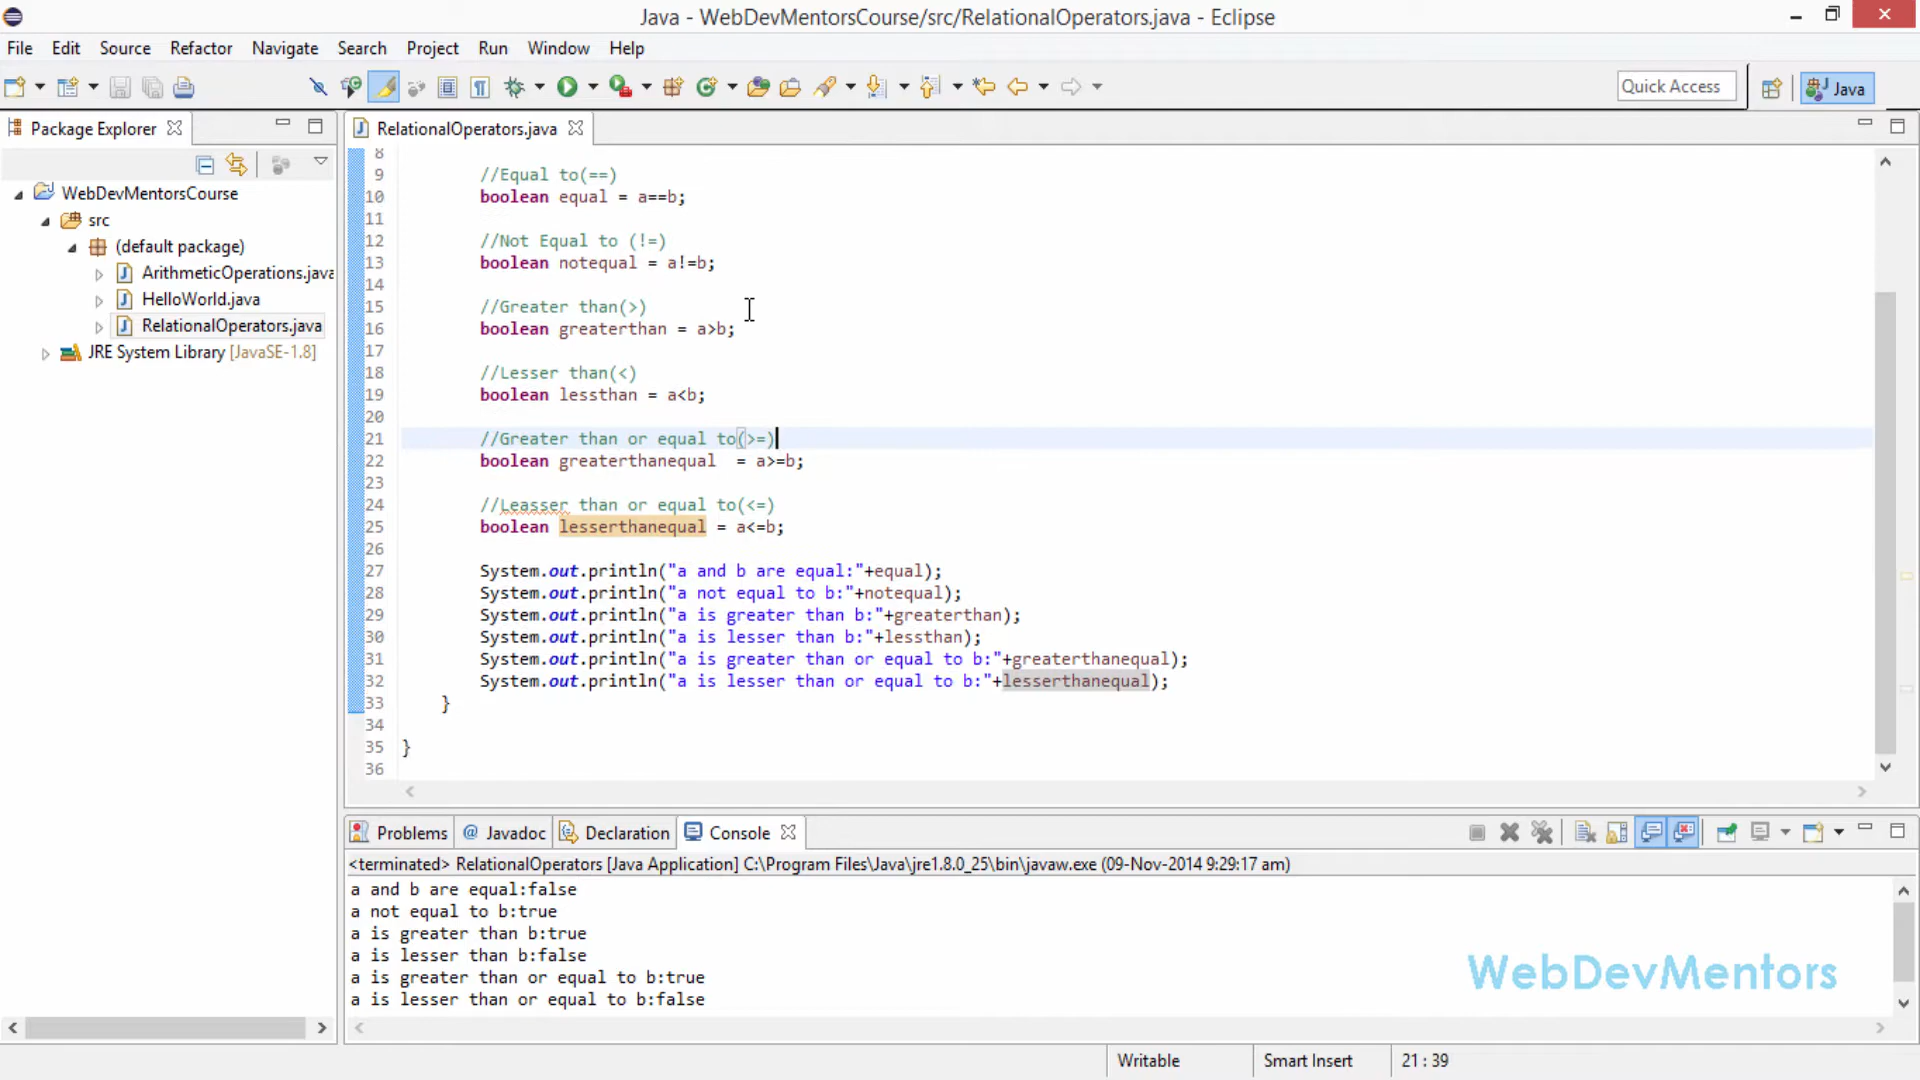 Java - WebDevMentorsCourse/src/RelationalOperators.java - Eclipse
File Edit Source Refactor Navigate Search Project Run Window Help
Quick Access Java
Package Explorer
WebDevMentorsCourse
src
(default package)
ArithmeticOperations.java
HelloWorld.java
RelationalOperators.java
JRE System Library [JavaSE-1.8]
RelationalOperators.java
8
9 //Equal to(==)
10 boolean equal = a==b;
11
12 //Not Equal to (!=)
13 boolean notequal = a!=b;
14
15 //Greater than(>)
16 boolean greaterthan = a>b;
17
18 //Lesser than(<)
19 boolean lessthan = a<b;
20
21 //Greater than or equal to(>=)
22 boolean greaterthanequal  = a>=b;
23
24 //Leasser than or equal to(<=)
25 boolean lesserthanequal = a<=b;
26
27 System.out.println("a and b are equal:"+equal);
28 System.out.println("a not equal to b:"+notequal);
29 System.out.println("a is greater than b:"+greaterthan);
30 System.out.println("a is lesser than b:"+lessthan);
31 System.out.println("a is greater than or equal to b:"+greaterthanequal);
32 System.out.println("a is lesser than or equal to b:"+lesserthanequal);
33 }
34
35 }
36
Problems @ Javadoc Declaration Console
<terminated> RelationalOperators [Java Application] C:\Program Files\Java\jre1.8.0_25\bin\javaw.exe (09-Nov-2014 9:29:17 am)
a and b are equal:false
a not equal to b:true
a is greater than b:true
a is lesser than b:false
a is greater than or equal to b:true
a is lesser than or equal to b:false
WebDevMentors
Writable Smart Insert 21 : 39